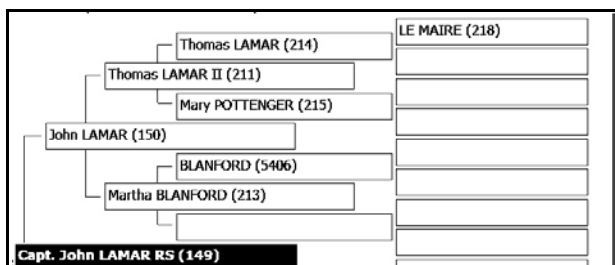 LE MAIRE (218)
Thomas LAMAR (214)
Thomas LAMAR II (211)
Mary POTTENGER (215)
John LAMAR (150)
BLANFORD (5406)
Martha BLANFORD (213)
Capt. John LAMAR RS (149)